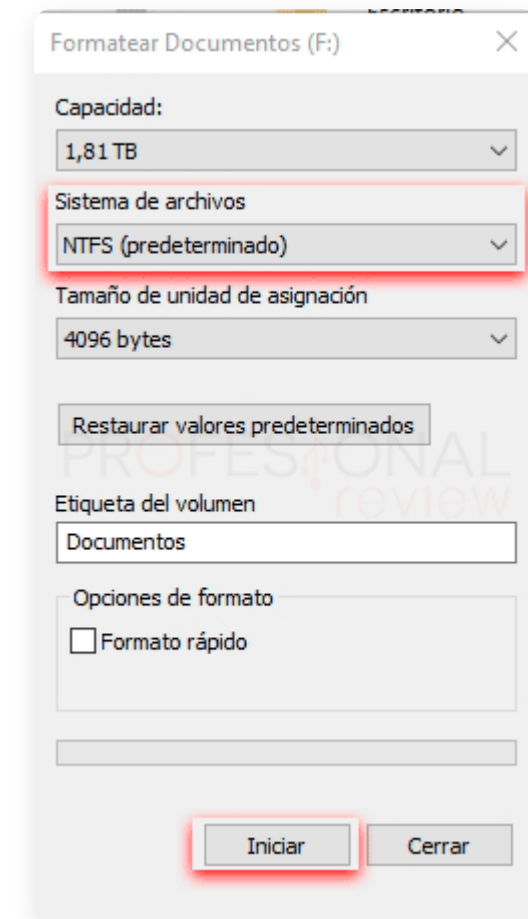 Escritorio
Formatear Documentos (F:)
Capacidad:
1,81 TB
Sistema de archivos
NTFS (predeterminado)
Tamaño de unidad de asignación
4096 bytes
Restaurar valores predeterminados
PROFESIONAL
review
Etiqueta del volumen
Documentos
Opciones de formato
Formato rápido
Iniciar
Cerrar